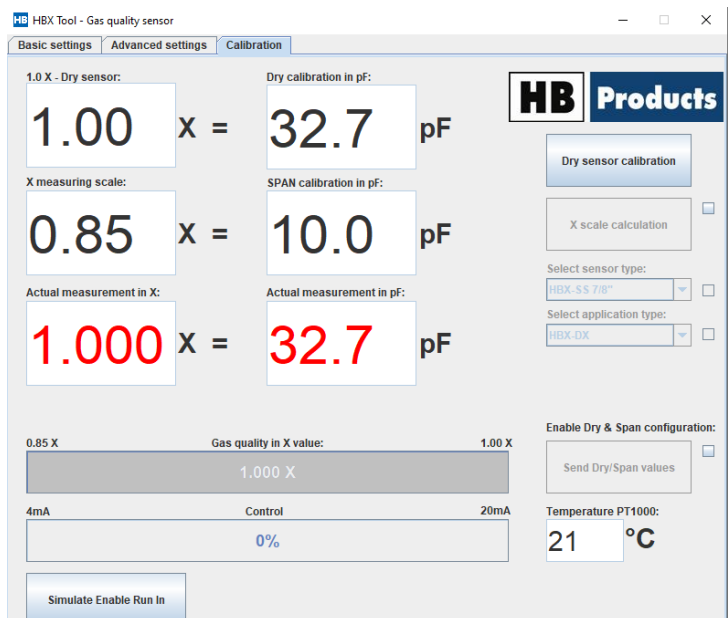 HB HBX Tool - Gas quality sensor
Basic settings Advanced settings Calibration
1.0 X - Dry sensor: Dry calibration in pF:
1.00 X = 32.7 pF
HB Products
Dry sensor calibration
X measuring scale: SPAN calibration in pF:
0.85 X = 10.0 pF
X scale calculation
Select sensor type:
HBX-SS 7/8"
Actual measurement in X: Actual measurement in pF:
1.000 X = 32.7 pF
Select application type:
HBX-DX
0.85 X Gas quality in X value: 1.00 X
1.000 X
Enable Dry & Span configuration:
Send Dry/Span values
4mA Control 20mA
0%
Temperature PT1000:
21 °C
Simulate Enable Run In